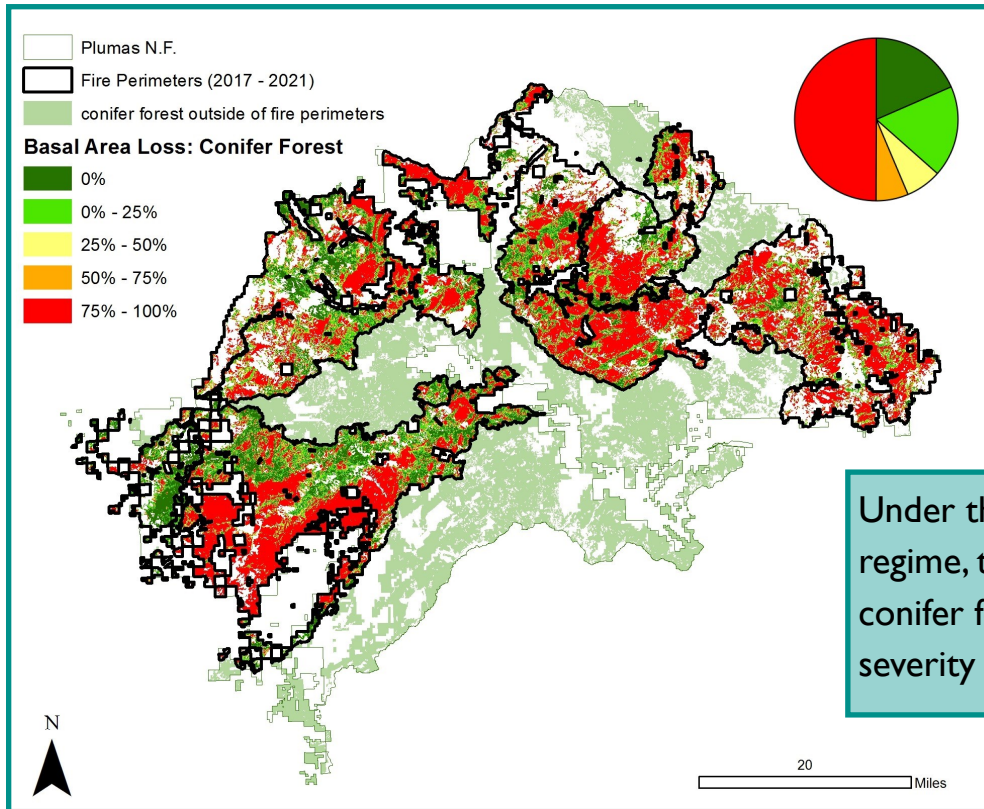 Plumas N.F.
Fire Perimeters (2017 - 2021)
conifer forest outside of fire perimeters
Basal Area Loss: Conifer Forest
0%
0% - 25%
25% - 50%
50% - 75%
75% - 100%
Under
regime,
conifer
severity
N
20
Miles